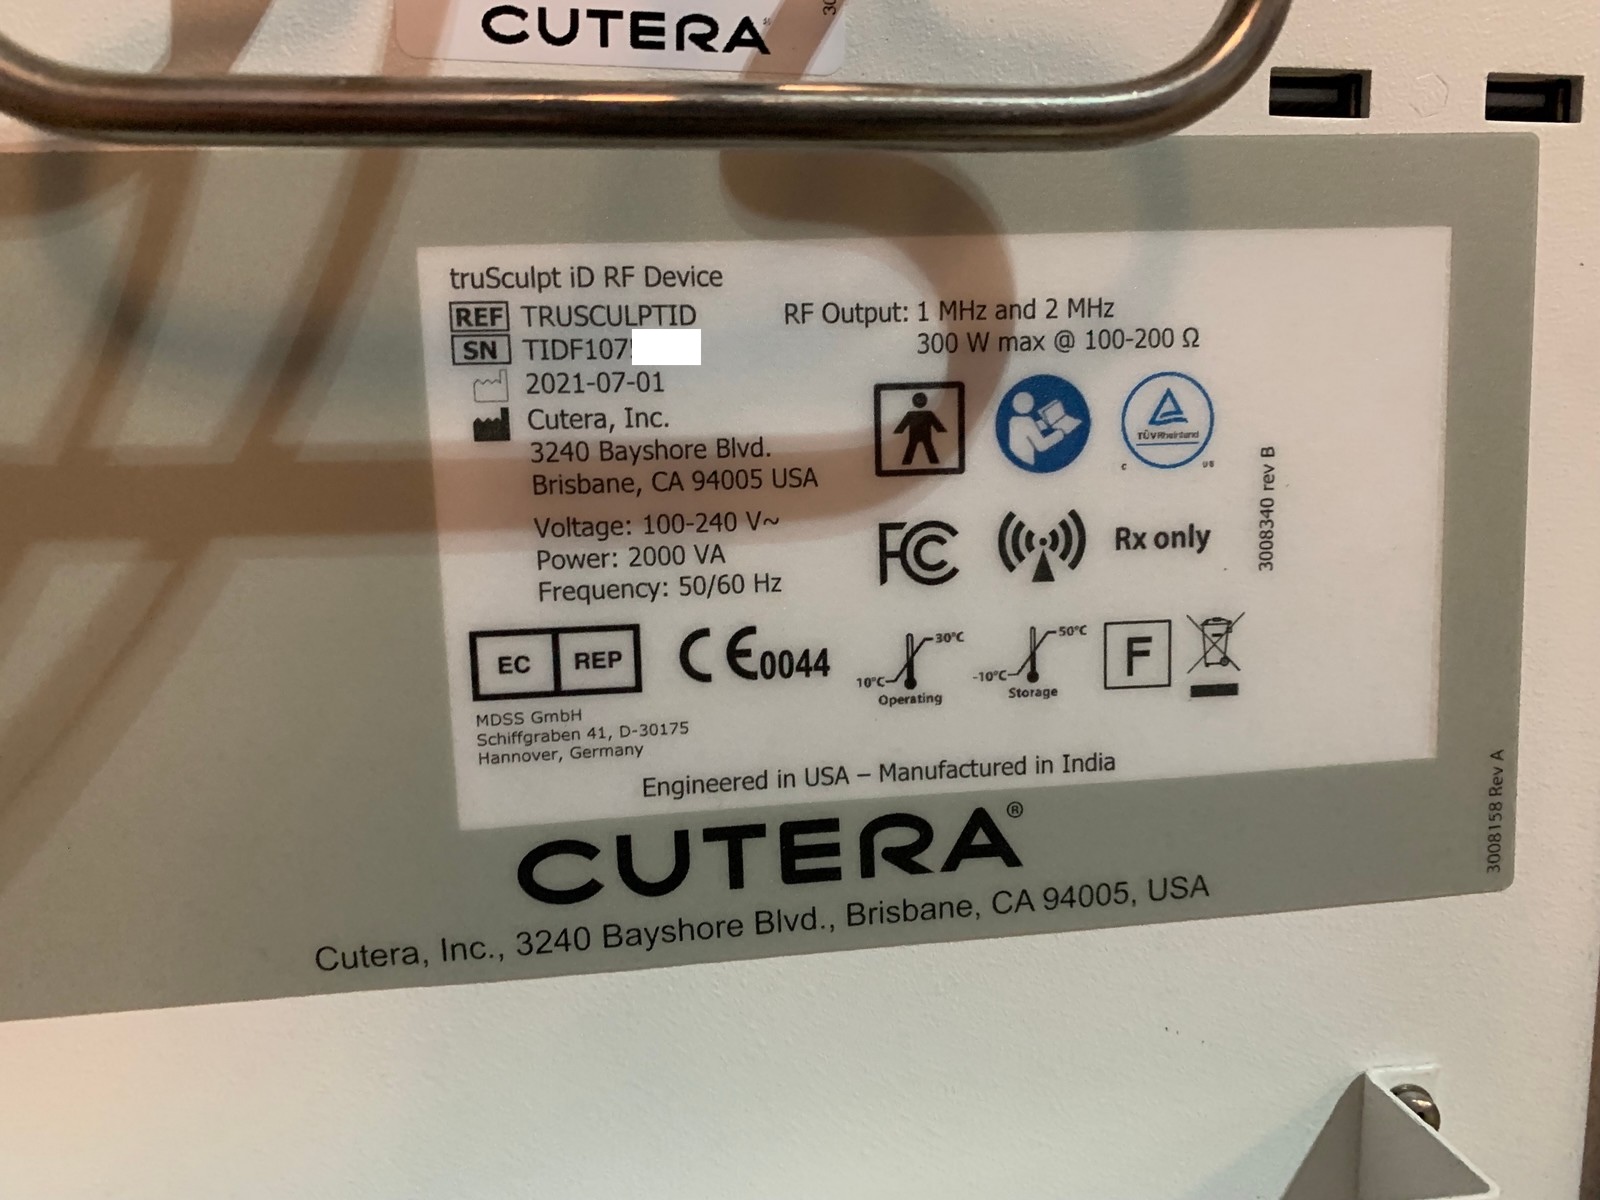 CUTERA®
truSculpt iD RF Device
REF TRUSCULPTID
SN TIDF107
2021-07-01
Cutera, Inc.
3240 Bayshore Blvd.
Brisbane, CA 94005 USA
Voltage: 100-240 V~
Power: 2000 VA
Frequency: 50/60 Hz
RF Output: 1 MHz and 2 MHz
300 W max @ 100-200 Ω
TÜVRheinland
C US
FC
Rx only
3008340 rev B
EC REP
MDSS GmbH
Schiffgraben 41, D-30175
Hannover, Germany
CE0044
30°C
10°C
Operating
50°C
-10°C
Storage
F
Engineered in USA – Manufactured in India
CUTERA®
Cutera, Inc., 3240 Bayshore Blvd., Brisbane, CA 94005, USA
3008158 Rev A